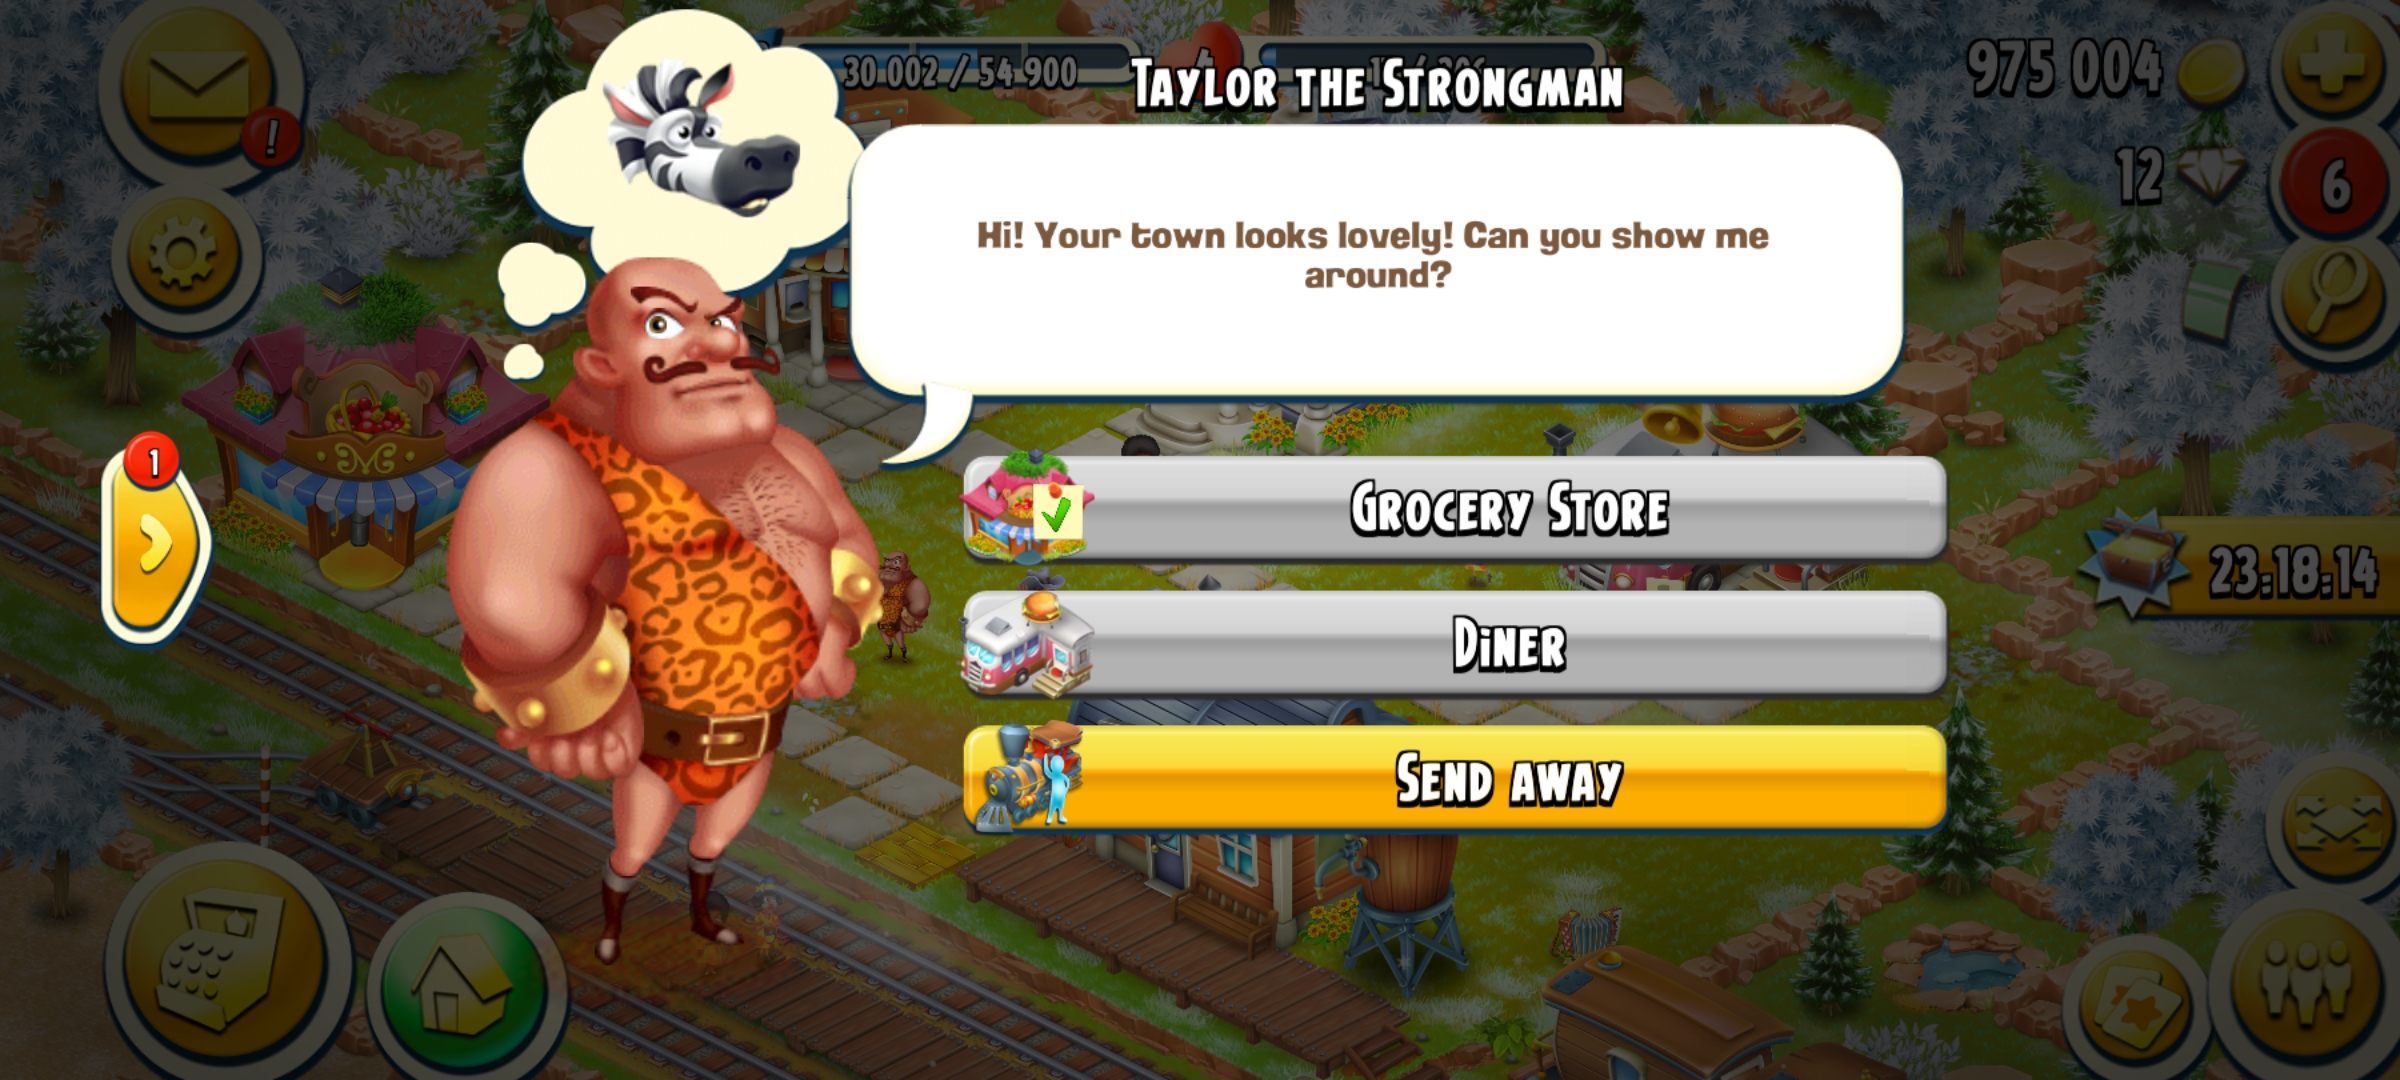 30 002 / 54 900
TAYLOR THE STRONGMAN
975 004
12
!
6
Hi! Your town looks lovely! Can you show me
around?
1
GROCERY STORE
DINER
23:18:14
SEND AWAY